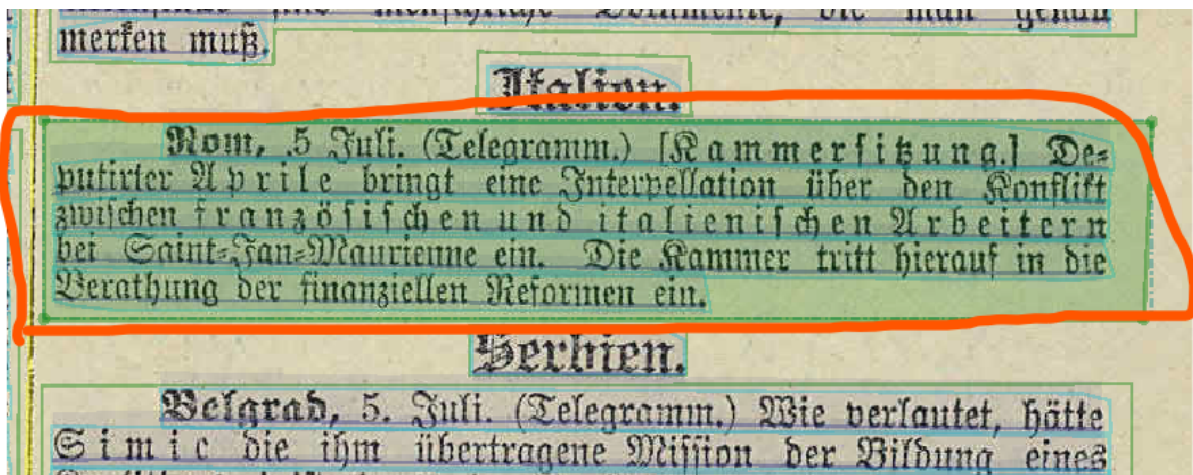 merken muß.
Italien.
Rom, 5 Juli. (Telegramm.) [Kammersitzung.] De-
putirter Aprile bringt eine Interpellation über den Konflikt
zwischen französischen und italienischen Arbeitern
bei Saint-Jan-Maurienne ein. Die Kammer tritt hierauf in die
Berathung der finanziellen Reformen ein.
Serbien.
Belgrad, 5. Juli. (Telegramm.) Wie verlautet, hätte
Simic die ihm übertragene Mission der Bildung eines